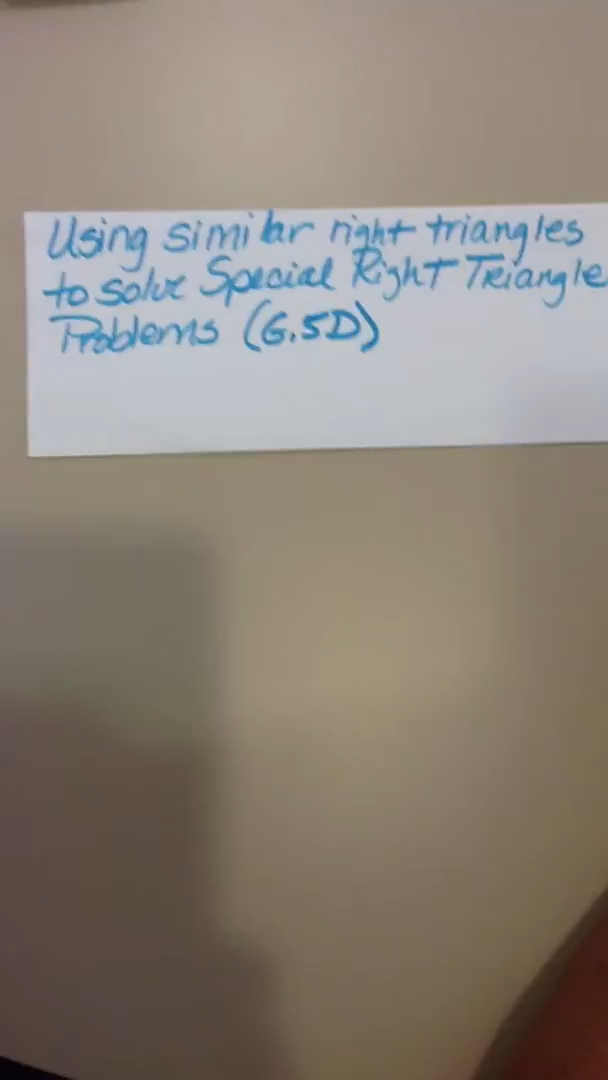 Using similar right triangles
to solve Special Right Triangle
Problems (G.5D)